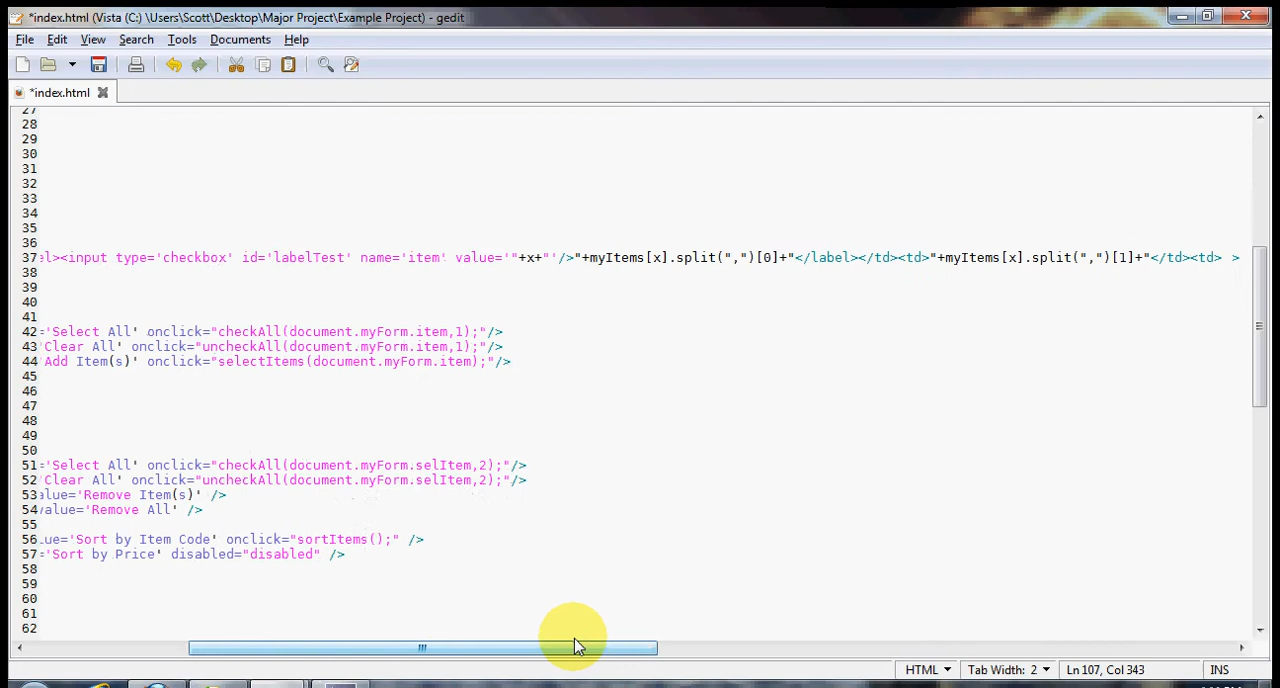 *index.html (Vista (C:) \Users\Scott\Desktop\Major Project\Example Project) - gedit
File Edit View Search Tools Documents Help
*index.html
27
28
29
30
31
32
33
34
35
36
37 el><input type='checkbox' id='labelTest' name='item' value='"+x+"'/>"+myItems[x].split(",")[0]+"</label></td><td>"+myItems[x].split(",")[1]+"</td><td> >
38
39
40
41
42 ='Select All' onclick="checkAll(document.myForm.item,1);"/>
43 'Clear All' onclick="uncheckAll(document.myForm.item,1);"/>
44 'Add Item(s)' onclick="selectItems(document.myForm.item);"/>
45
46
47
48
49
50
51 ='Select All' onclick="checkAll(document.myForm.selItem,2);"/>
52 'Clear All' onclick="uncheckAll(document.myForm.selItem,2);"/>
53 alue='Remove Item(s)' />
54 value='Remove All' />
55
56 lue='Sort by Item Code' onclick="sortItems();" />
57 ='Sort by Price' disabled="disabled" />
58
59
60
61
62
HTML Tab Width: 2 Ln 107, Col 343 INS